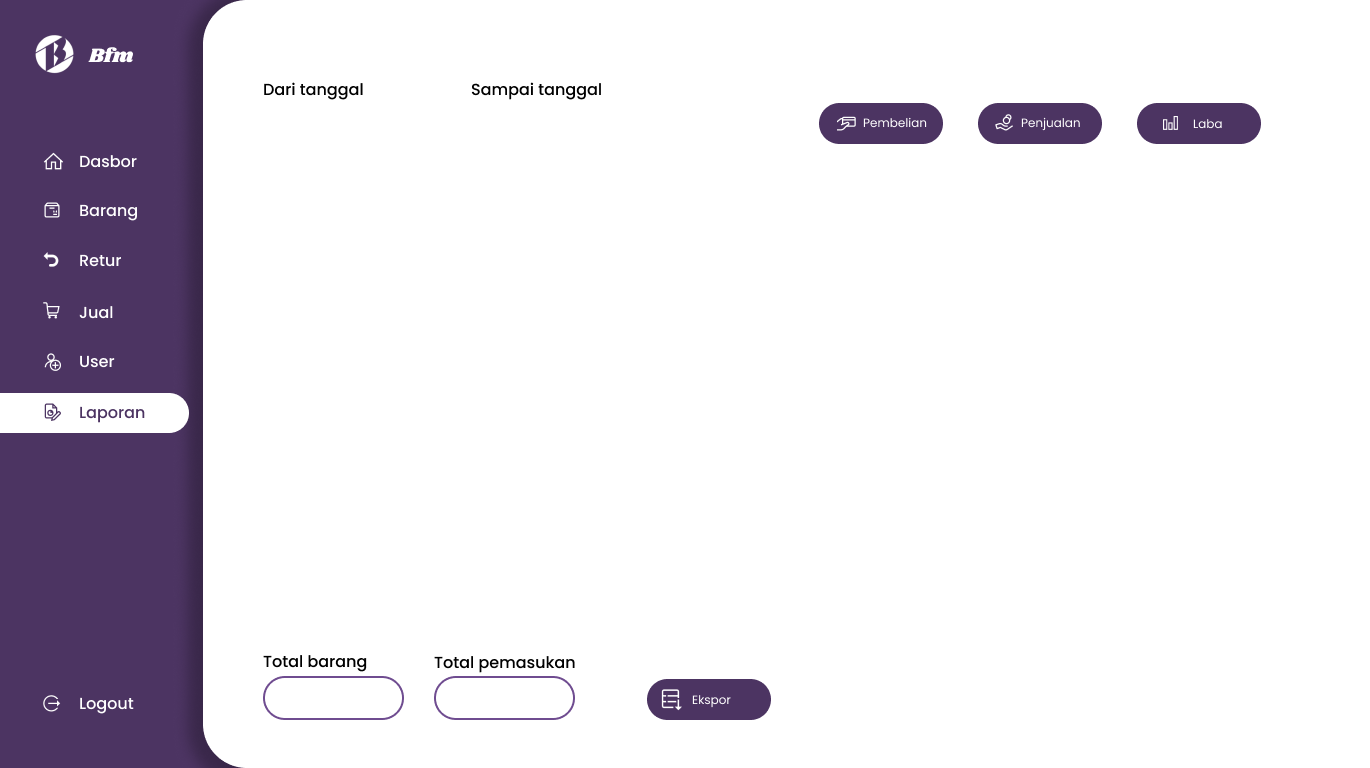 Bfm
Dasbor
Barang
Retur
Jual
User
Laporan
Logout
Dari tanggal
Sampai tanggal
Pembelian
Penjualan
Laba
Total barang
Total pemasukan
Ekspor